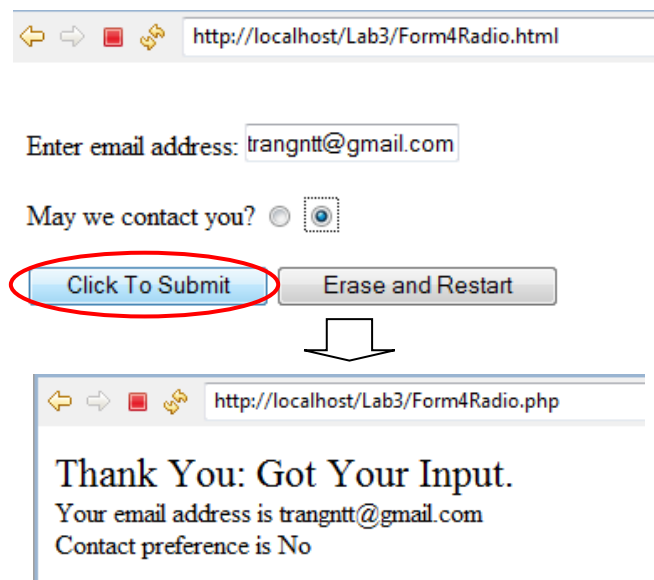 http://localhost/Lab3/Form4Radio.html
Enter email address: trangntt@gmail.com
May we contact you?
Click To Submit Erase and Restart
http://localhost/Lab3/Form4Radio.php
Thank You: Got Your Input.
Your email address is trangntt@gmail.com
Contact preference is No